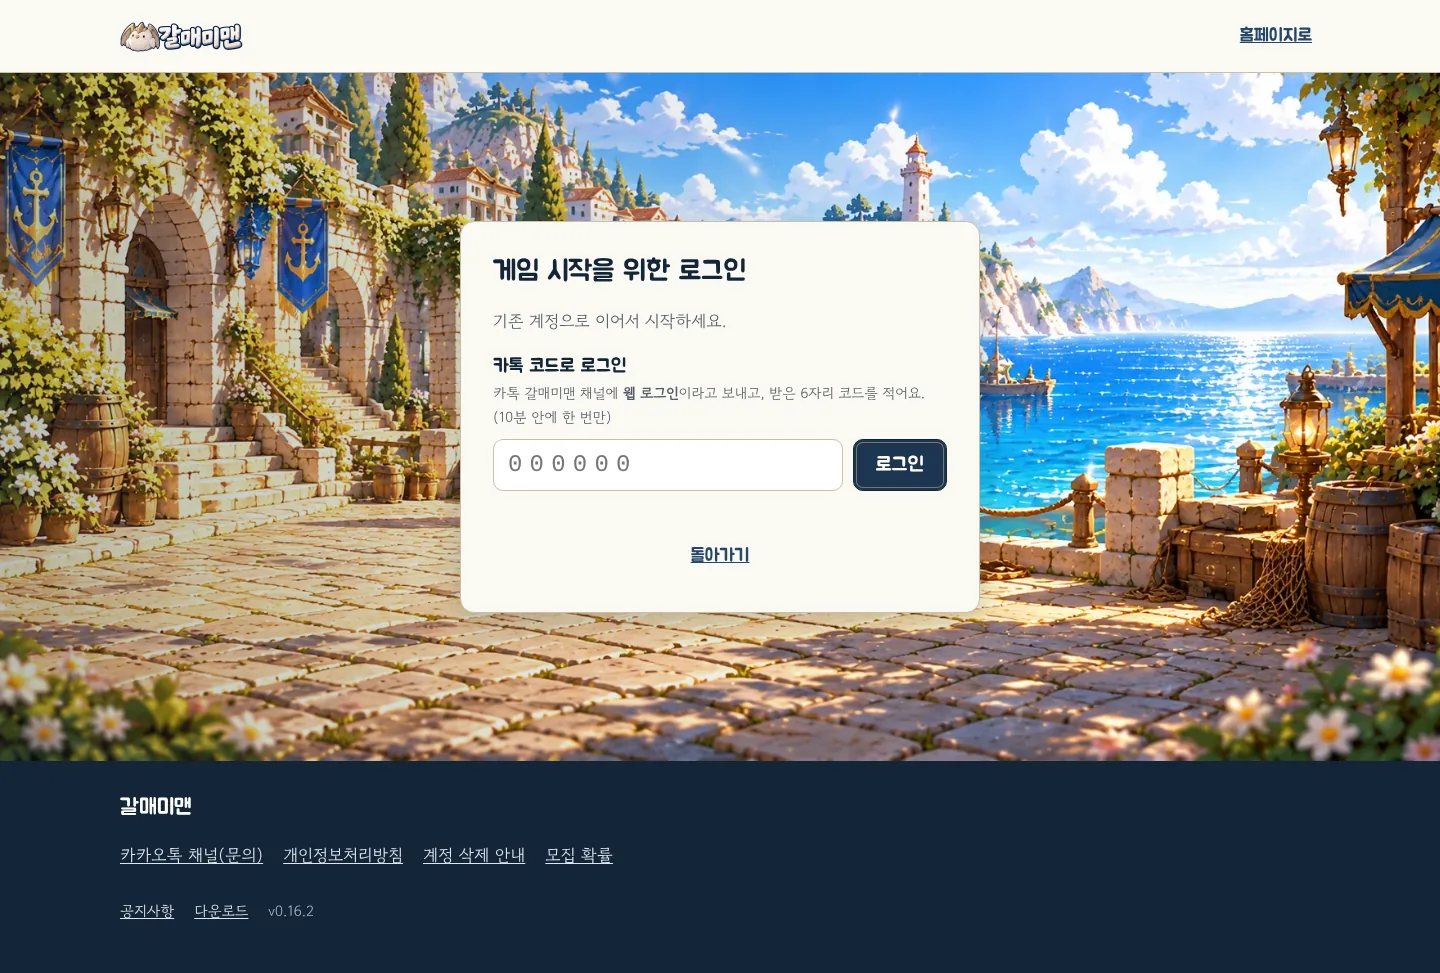 갈매미맨
홈페이지로
게임 시작을 위한 로그인
기존 계정으로 이어서 시작하세요.
카톡 코드로 로그인
카톡 갈매미맨 채널에 웹 로그인이라고 보내고, 받은 6자리 코드를 적어요.
(10분 안에 한 번만)
000000
로그인
돌아가기
갈매미맨
카카오톡 채널(문의) 개인정보처리방침 계정 삭제 안내 모집 확률
공지사항 다운로드 v0.16.2